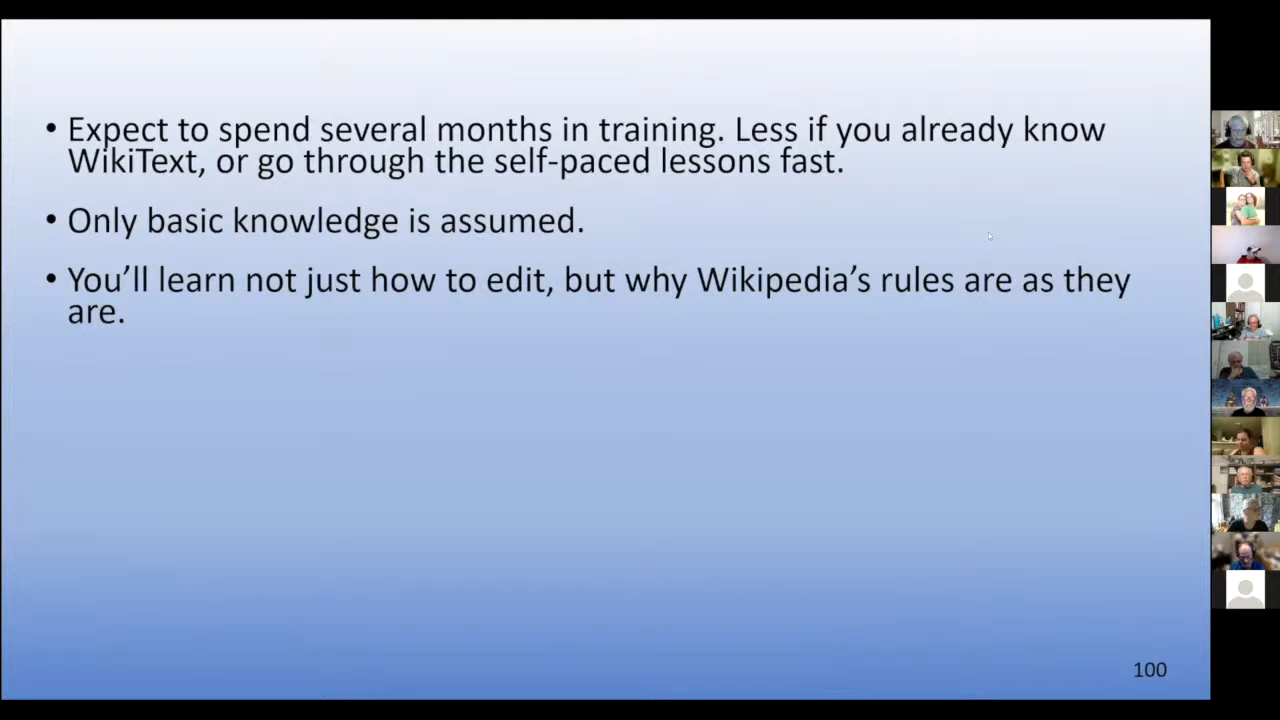 • Expect to spend several months in training. Less if you already know
WikiText, or go through the self-paced lessons fast.
• Only basic knowledge is assumed.
• You’ll learn not just how to edit, but why Wikipedia’s rules are as they
are.
100